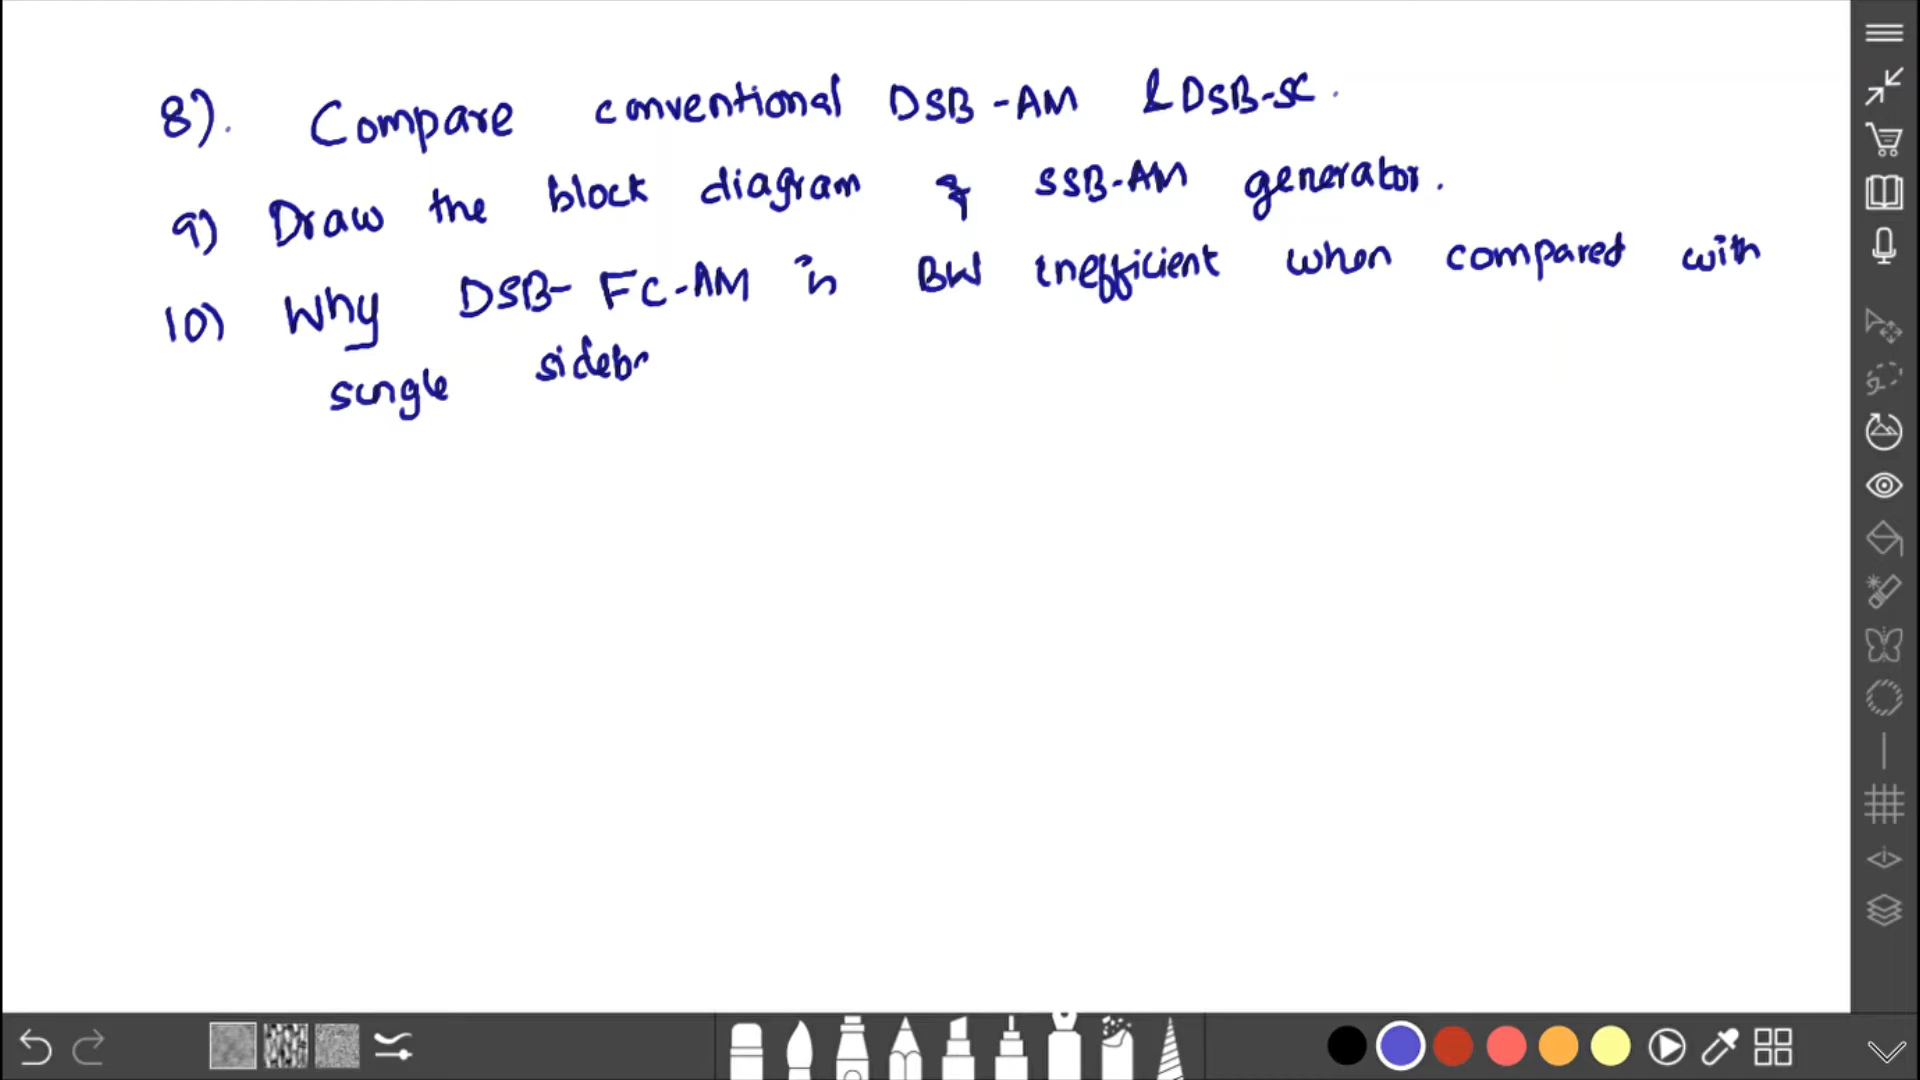 8). Compare conventional DSB-AM & DSB-SC.
9) Draw the block diagram of SSB-AM generator.
10) Why DSB-FC-AM is BW inefficient when compared with
single sideb